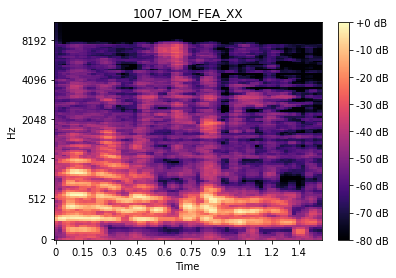 1007_IOM_FEA_XX
Hz
8192
4096
2048
1024
512
0
0 0.15 0.3 0.45 0.6 0.75 0.9 1.1 1.2 1.4
Time
+0 dB
-10 dB
-20 dB
-30 dB
-40 dB
-50 dB
-60 dB
-70 dB
-80 dB